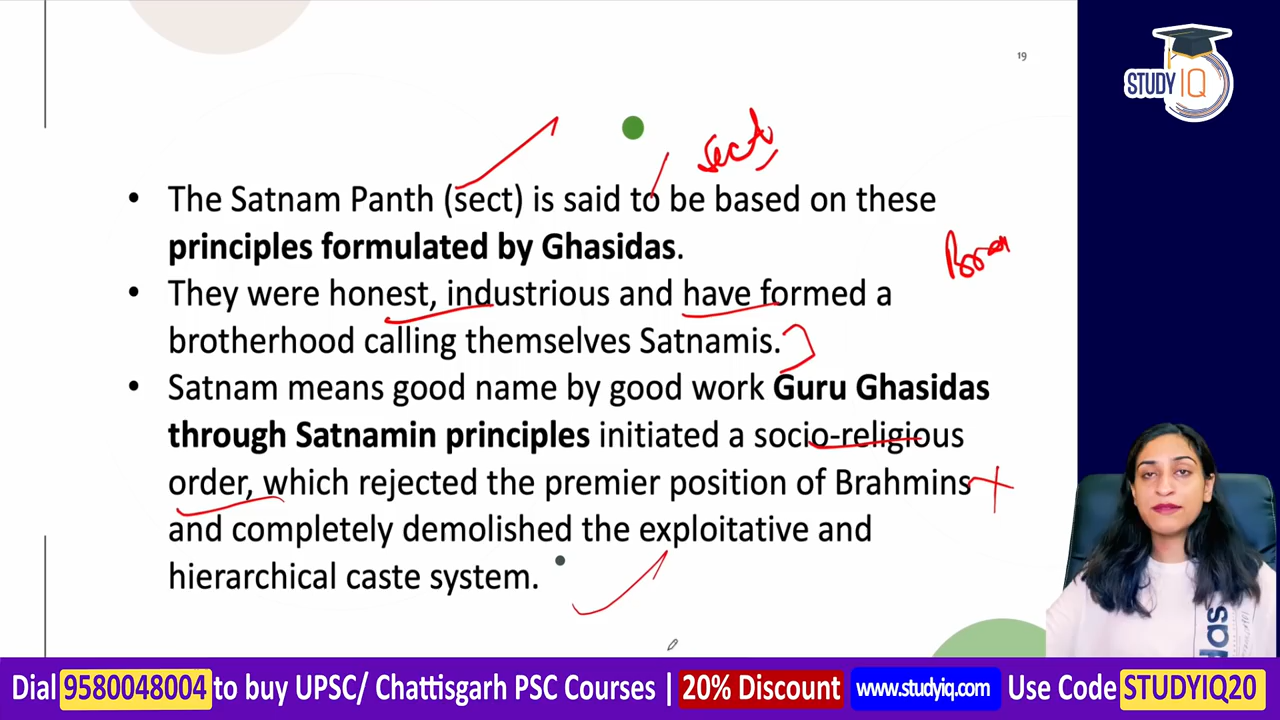 19
STUDY IQ
sect
• The Satnam Panth (sect) is said to be based on these
principles formulated by Ghasidas.
• They were honest, industrious and have formed a
brotherhood calling themselves Satnamis.
• Satnam means good name by good work Guru Ghasidas
through Satnamin principles initiated a socio-religious
order, which rejected the premier position of Brahmins
and completely demolished the exploitative and
hierarchical caste system.
das
Dial 9580048004 to buy UPSC/ Chattisgarh PSC Courses | 20% Discount www.studyiq.com Use Code STUDYIQ20